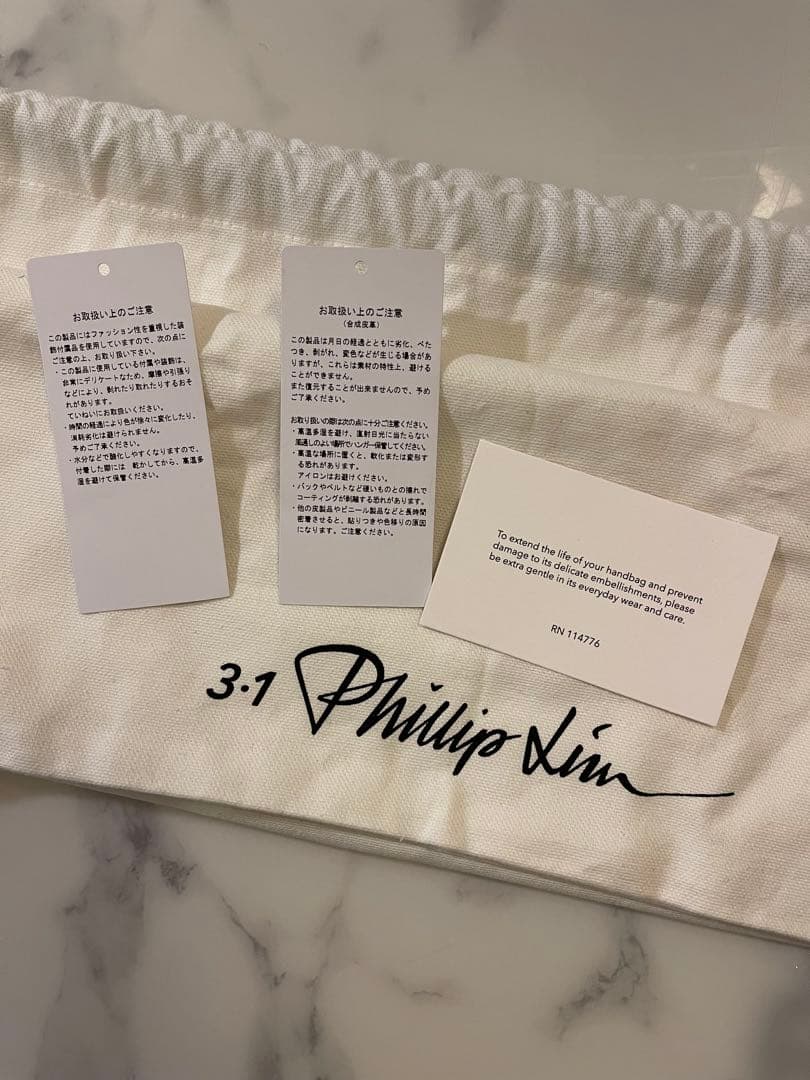 お取扱い上のご注意
この製品にはファッション性を重視した装
飾付属品を使用していますので、次の点に
ご注意の上、お取り扱い下さい。
・この製品に使用している付属や装飾は、
非常にデリケートなため、摩擦や引張り
などにより、剥れたり取れたりするおそ
れがあります。
ていねいにお取扱いください。
・時間の経過により色が徐々に変化したり、
消耗劣化は避けられません。
予めご了承ください。
・水分などで酸化しやすくなりますので、
付着した際には 乾かしてから、高温多
湿を避けて保管ください。
お取扱い上のご注意
(合成皮革)
この製品は月日の経過とともに劣化、べた
つき、剥がれ、変色などが生じる場合があ
りますが、これらは素材の特性上、避ける
ことができません。
また復元することが出来ませんので、予め
ご了承ください。
お取り扱いの際は次の点に十分ご注意ください。
・高温多湿を避け、直射日光に当たらない
風通しのよい場所でハンガー保管してください。
・高温な場所に置くと、軟化または変形す
る恐れがあります。
アイロンはお避けください。
・バックやベルトなど硬いものとの擦れで
コーティングが剥離する恐れがあります。
・他の皮製品やビニール製品などと長時間
密着させると、貼りつきや色移りの原因
になります。ご注意ください。
To extend the life of your handbag and prevent
damage to its delicate embellishments, please
be extra gentle in its everyday wear and care.
RN 114776
3.1 Phillip Lim